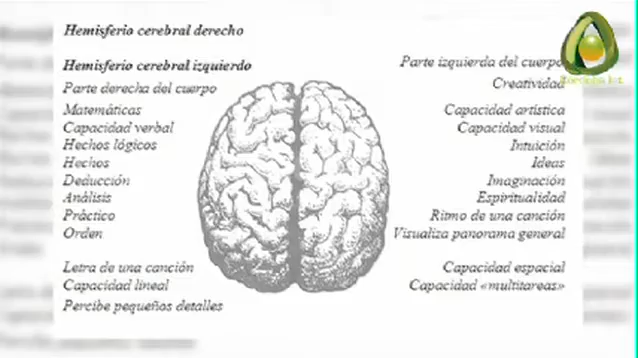 Hemisferio cerebral derecho
Hemisferio cerebral izquierdo
Parte derecha del cuerpo
Matemáticas
Capacidad verbal
Hechos lógicos
Hechos
Deducción
Análisis
Práctico
Orden
Letra de una canción
Capacidad lineal
Percibe pequeños detalles
Parte izquierda del cuerpo
Creatividad
Capacidad artística
Capacidad visual
Intuición
Ideas
Imaginación
Espiritualidad
Ritmo de una canción
Visualiza panorama general
Capacidad espacial
Capacidad «multitareas»